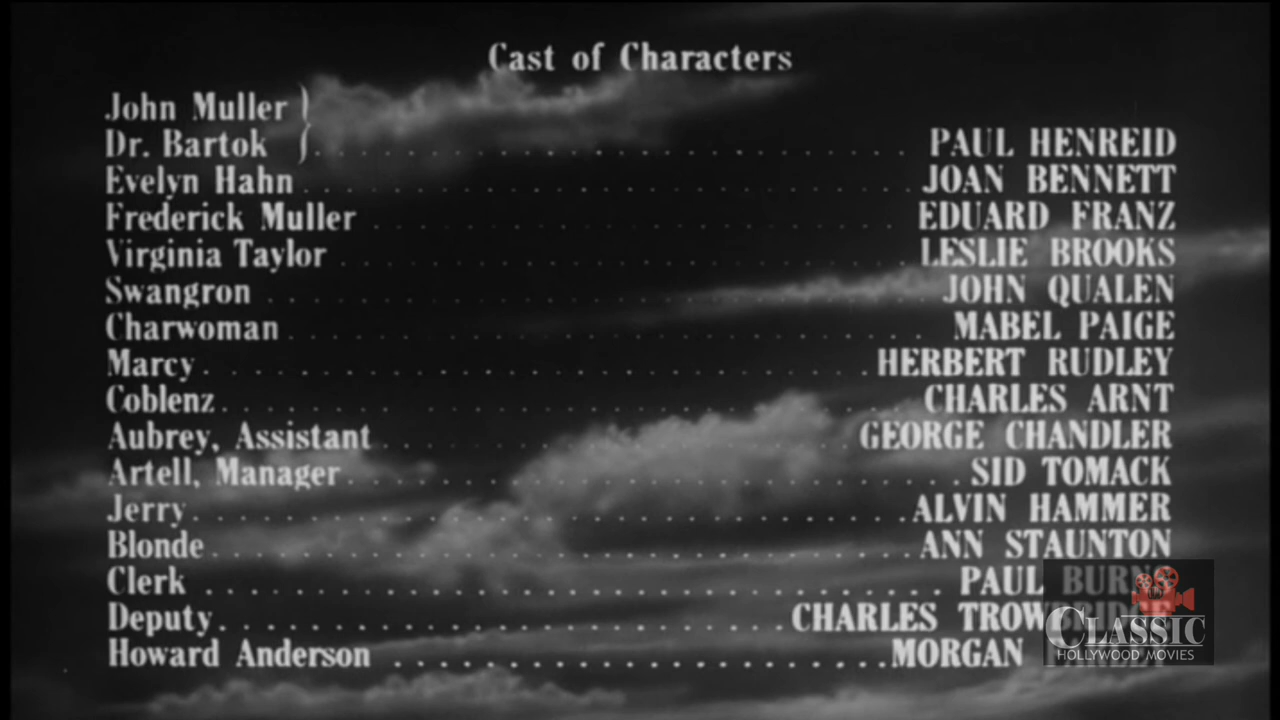 Cast of Characters
John Muller
Dr. Bartok . . . . . . . . . . . . . . . . . . . . . PAUL HENREID
Evelyn Hahn . . . . . . . . . . . . . . . . . . . . . JOAN BENNETT
Frederick Muller . . . . . . . . . . . . . . . . . . EDUARD FRANZ
Virginia Taylor . . . . . . . . . . . . . . . . . . . LESLIE BROOKS
Swangron . . . . . . . . . . . . . . . . . . . . . . JOHN QUALEN
Charwoman . . . . . . . . . . . . . . . . . . . . . MABEL PAIGE
Marcy . . . . . . . . . . . . . . . . . . . . . . . HERBERT RUDLEY
Coblenz . . . . . . . . . . . . . . . . . . . . . . CHARLES ARNT
Aubrey, Assistant . . . . . . . . . . . . . . . . . GEORGE CHANDLER
Artell, Manager . . . . . . . . . . . . . . . . . . SID TOMACK
Jerry . . . . . . . . . . . . . . . . . . . . . . . ALVIN HAMMER
Blonde . . . . . . . . . . . . . . . . . . . . . . ANN STAUNTON
Clerk . . . . . . . . . . . . . . . . . . . . . . . PAUL BURNS
Deputy . . . . . . . . . . . . . . . . . . . . . . CHARLES TROWBRIDGE
Howard Anderson . . . . . . . . . . . . . . . . . . MORGAN
CLASSIC
HOLLYWOOD MOVIES